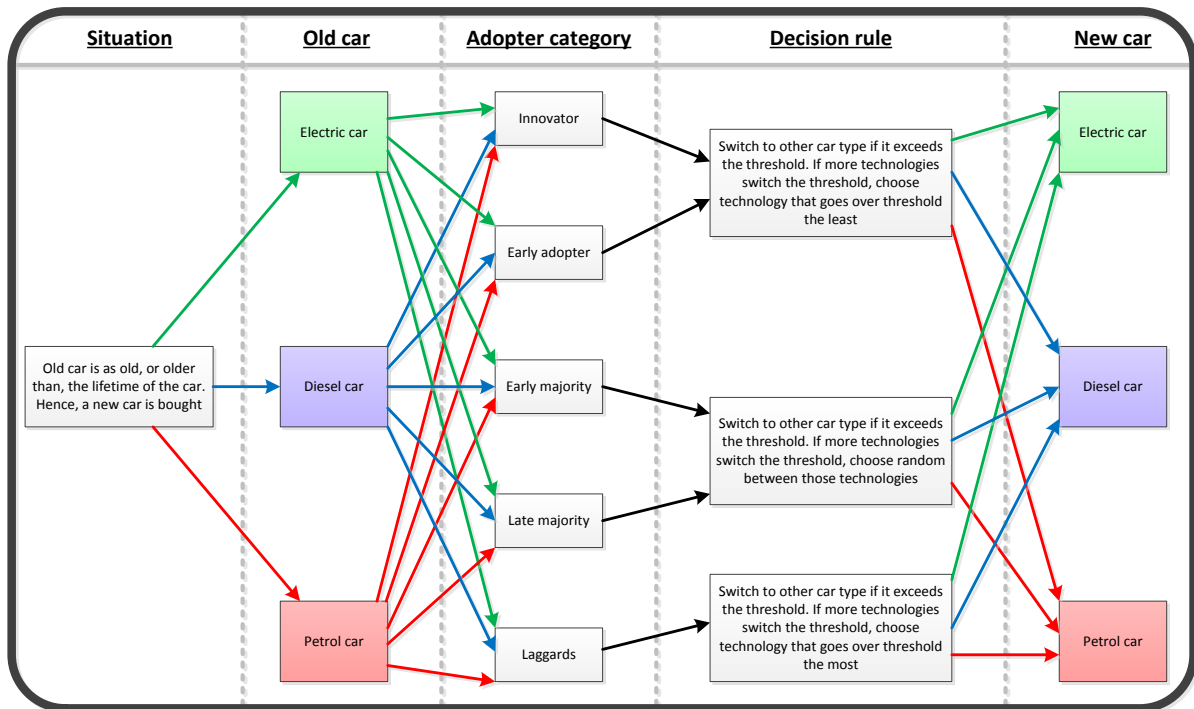 Situation
Old car
Adopter category
Decision rule
New car
Old car is as old, or older
than, the lifetime of the car.
Hence, a new car is bought
Electric car
Diesel car
Petrol car
Innovator
Early adopter
Early majority
Late majority
Laggards
Switch to other car type if it exceeds
the threshold. If more technologies
switch the threshold, choose
technology that goes over threshold
the least
Switch to other car type if it exceeds
the threshold. If more technologies
switch the threshold, choose random
between those technologies
Switch to other car type if it exceeds
the threshold. If more technologies
switch the threshold, choose
technology that goes over threshold
the most
Electric car
Diesel car
Petrol car